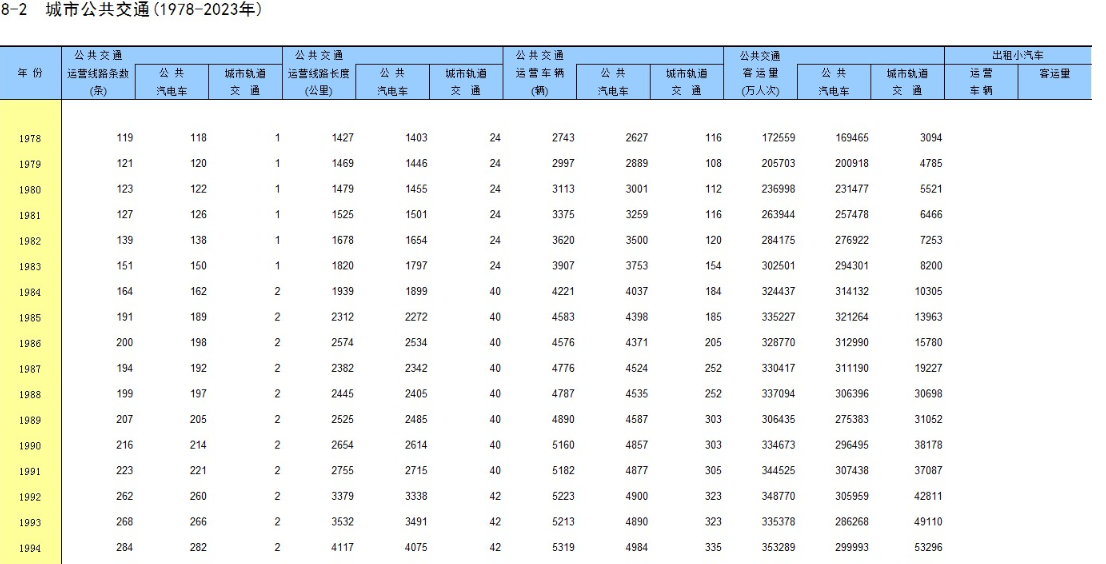 8-2 城市公共交通(1978-2023年)
年 份 公共交通 运营线路条数 (条) 公 共 汽电车 城市轨道 交 通 公共交通 运营线路长度 (公里) 公 共 汽电车 城市轨道 交 通 公共交通 运营车辆 (辆) 公 共 汽电车 城市轨道 交 通 公共交通 客运量 (万人次) 公 共 汽电车 城市轨道 交 通 出租小汽车 运营 车辆 客运量
1978 119 118 1 1427 1403 24 2743 2627 116 172559 169465 3094
1979 121 120 1 1469 1446 24 2997 2889 108 205703 200918 4785
1980 123 122 1 1479 1455 24 3113 3001 112 236998 231477 5521
1981 127 126 1 1525 1501 24 3375 3259 116 263944 257478 6466
1982 139 138 1 1678 1654 24 3620 3500 120 284175 276922 7253
1983 151 150 1 1820 1797 24 3907 3753 154 302501 294301 8200
1984 164 162 2 1939 1899 40 4221 4037 184 324437 314132 10305
1985 191 189 2 2312 2272 40 4583 4398 185 335227 321264 13963
1986 200 198 2 2574 2534 40 4576 4371 205 328770 312990 15780
1987 194 192 2 2382 2342 40 4776 4524 252 330417 311190 19227
1988 199 197 2 2445 2405 40 4787 4535 252 337094 306396 30698
1989 207 205 2 2525 2485 40 4890 4587 303 306435 275383 31052
1990 216 214 2 2654 2614 40 5160 4857 303 334673 296495 38178
1991 223 221 2 2755 2715 40 5182 4877 305 344525 307438 37087
1992 262 260 2 3379 3338 42 5223 4900 323 348770 305959 42811
1993 268 266 2 3532 3491 42 5213 4890 323 335378 286268 49110
1994 284 282 2 4117 4075 42 5319 4984 335 353289 299993 53296